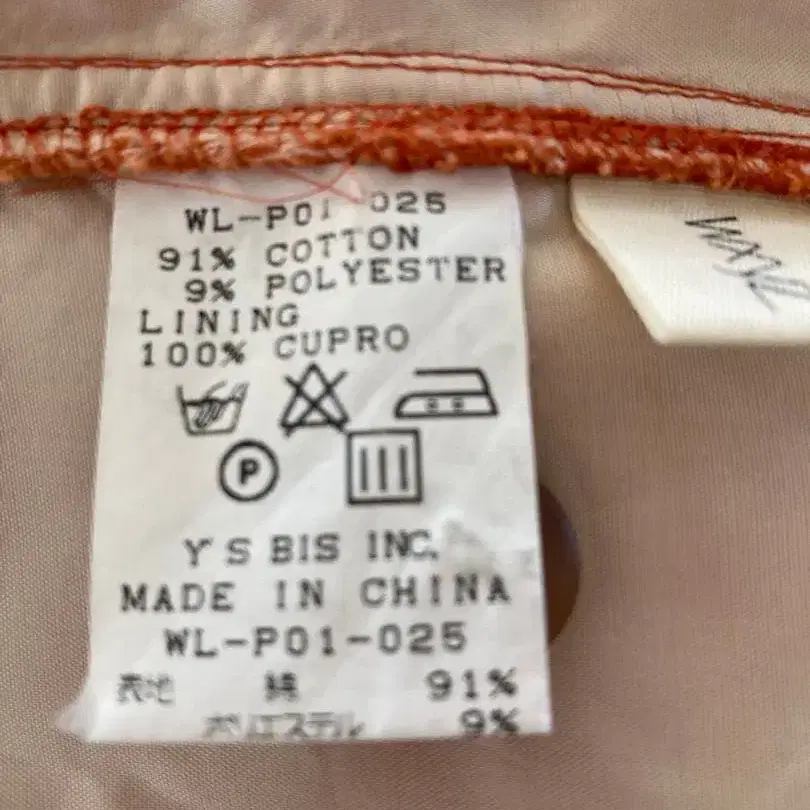 WL-P01-025
91% COTTON
9% POLYESTER
LINING
100% CUPRO
P
Y'S BIS INC.
MADE IN CHINA
WL-P01-025
表地 綿 91%
ポリエステル 9%